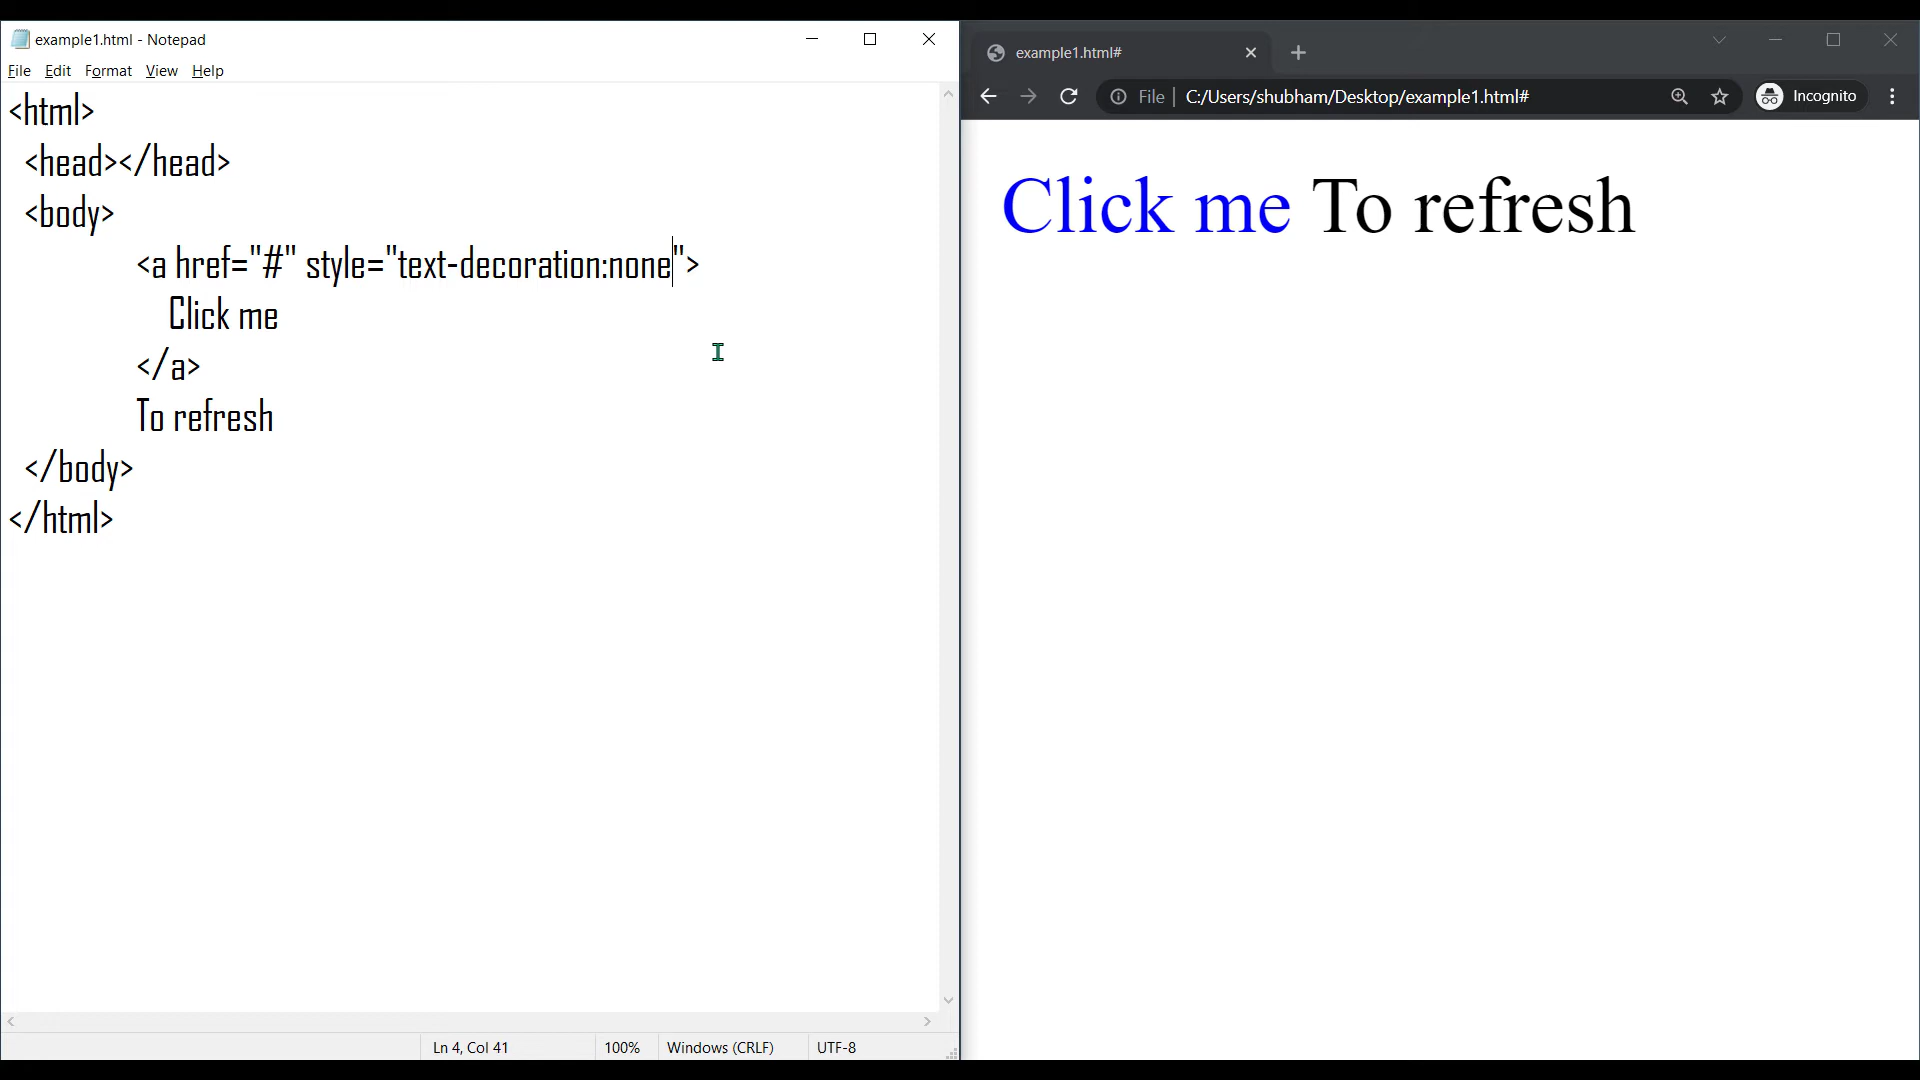 example1.html - Notepad
File Edit Format View Help
<html>
<head></head>
<body>
<a href="#" style="text-decoration:none">
Click me
</a>
To refresh
</body>
</html>
Ln 4, Col 41 100% Windows (CRLF) UTF-8
example1.html#
File C:/Users/shubham/Desktop/example1.html# Incognito
Click me To refresh